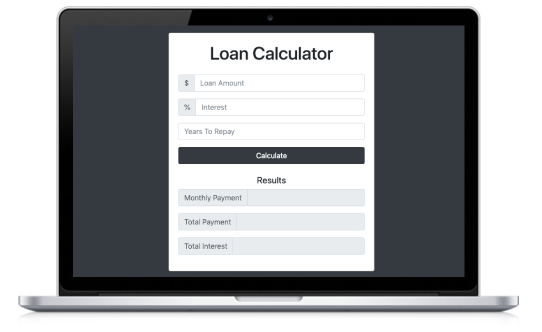 Loan Calculator
$ Loan Amount
% Interest
Years To Repay
Calculate
Results
Monthly Payment
Total Payment
Total Interest